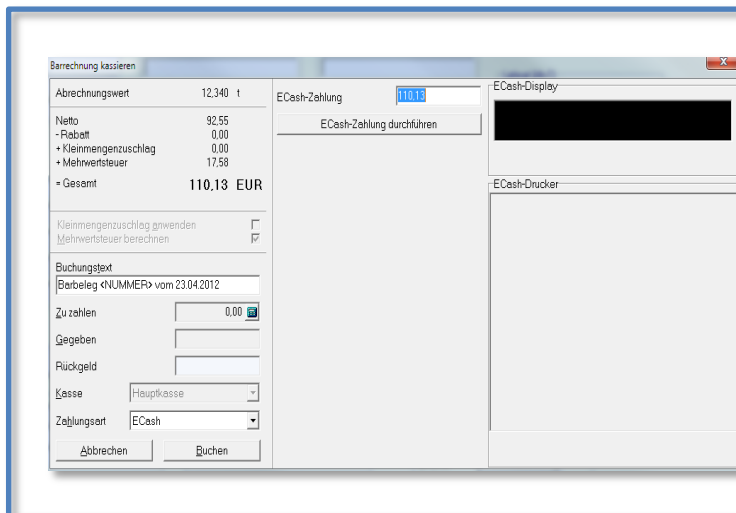 Barrechnung kassieren
X
Abrechnungswert 12,340 t
Netto 92,55
- Rabatt 0,00
+ Kleinmengenzuschlag 0,00
+ Mehrwertsteuer 17,58
= Gesamt 110,13 EUR
Kleinmengenzuschlag anwenden
Mehrwertsteuer berechnen
Buchungstext
Barbeleg <NUMMER> vom 23.04.2012
Zu zahlen 0,00
Gegeben
Rückgeld
Kasse Hauptkasse
Zahlungsart ECash
Abbrechen Buchen
ECash-Zahlung 110,13
ECash-Zahlung durchführen
ECash-Display
ECash-Drucker